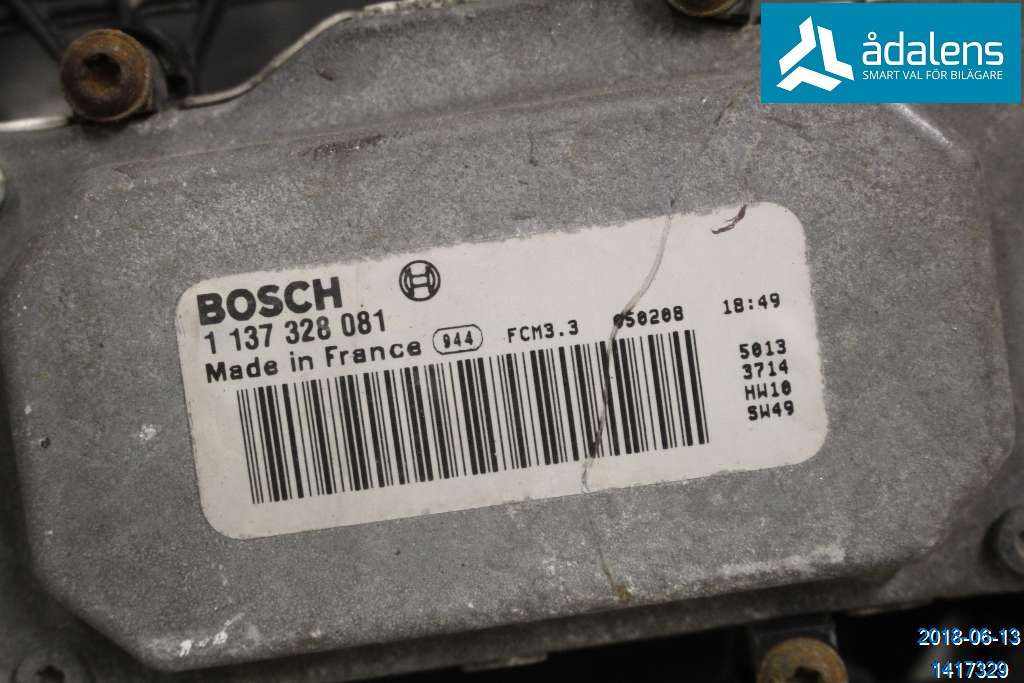 ådalens
SMART VAL FÖR BILÄGARE
BOSCH
1 137 328 081
Made in France 944 FCM3.3 050208 18:49
5013
3714
HW10
SW49
2018-06-13
1417329